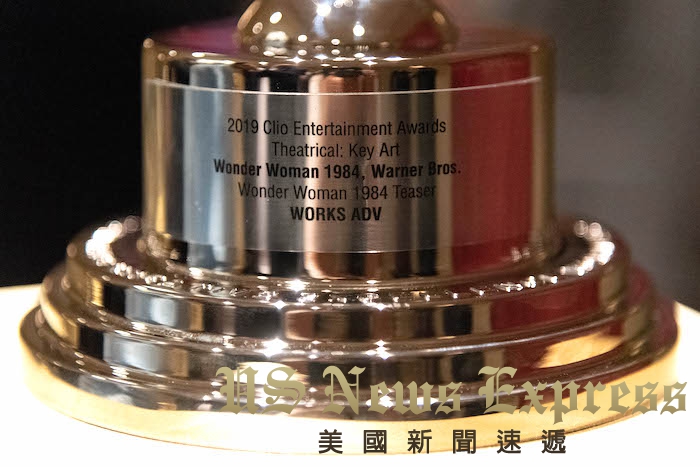 2019 Clio Entertainment Awards
Theatrical: Key Art
Wonder Woman 1984, Warner Bros.
Wonder Woman 1984 Teaser
WORKS ADV
US News Express
美國新聞速遞